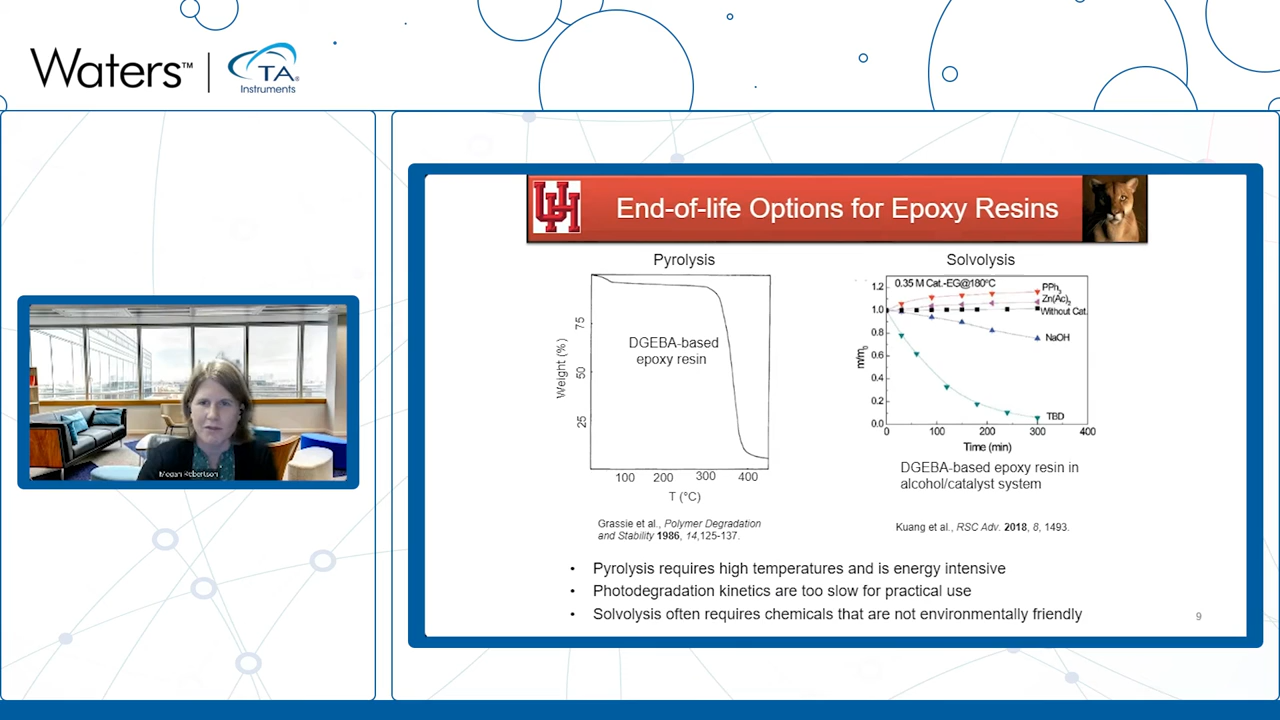 Waters™
TA®
Instruments
UH
End-of-life Options for Epoxy Resins
Pyrolysis
Weight (%)
75
50
25
DGEBA-based
epoxy resin
100 200 300 400
T (°C)
Grassie et al., Polymer Degradation
and Stability 1986, 14,125-137.
Solvolysis
m/m0
1.2
1.0
0.8
0.6
0.4
0.2
0.0
0.35 M Cat.-EG@180°C
PPh3
Zn(Ac)2
Without Cat.
NaOH
TBD
0 100 200 300 400
Time (min)
DGEBA-based epoxy resin in
alcohol/catalyst system
Kuang et al., RSC Adv. 2018, 8, 1493.
• Pyrolysis requires high temperatures and is energy intensive
• Photodegradation kinetics are too slow for practical use
• Solvolysis often requires chemicals that are not environmentally friendly
9
Megan Robertson